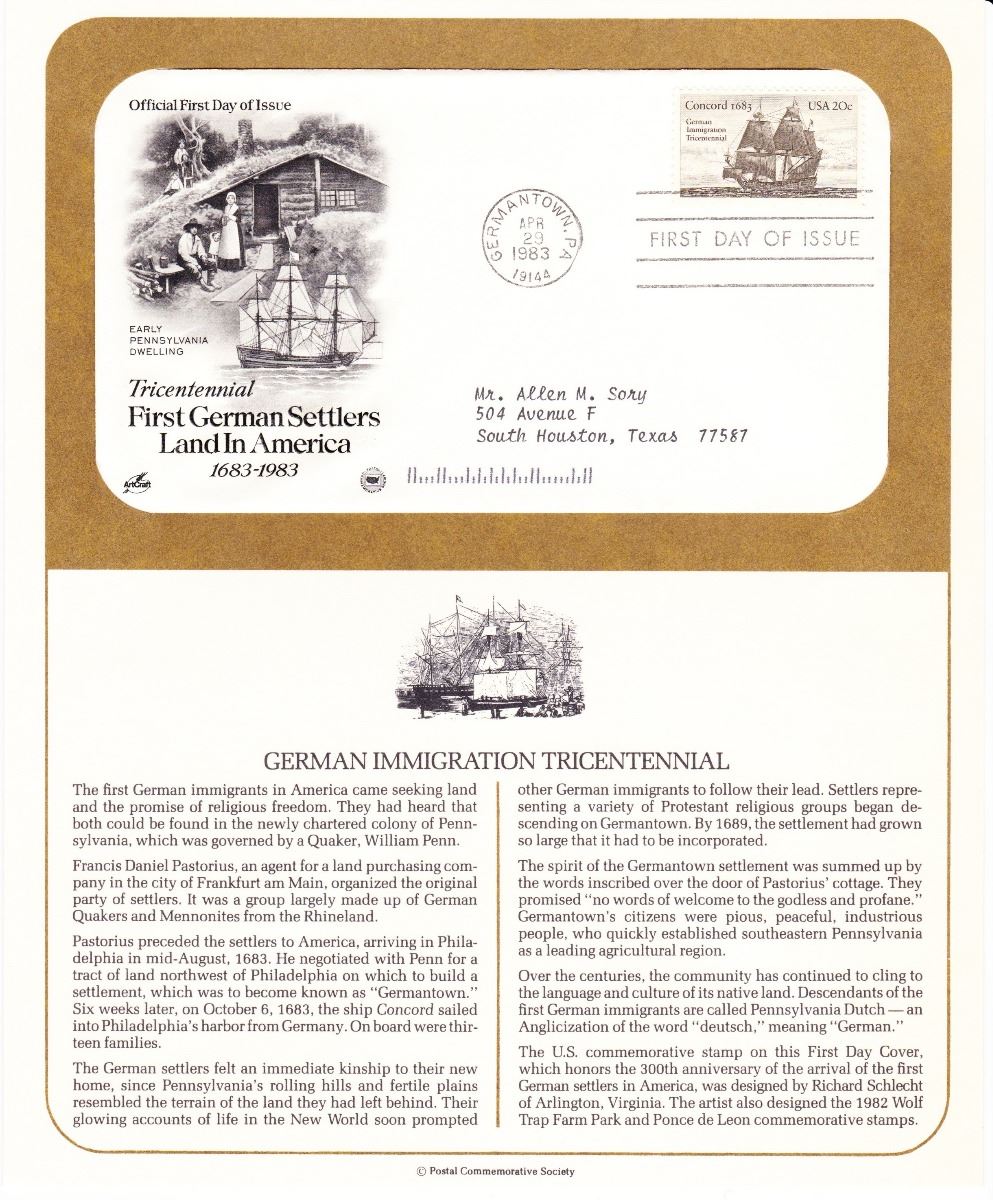 Official First Day of Issue
Concord 1683 USA 20c
German
Immigration
Tricentennial
GERMANTOWN, PA
APR
29
1983
19144
FIRST DAY OF ISSUE
EARLY
PENNSYLVANIA
DWELLING
Tricentennial
First German Settlers
Land In America
1683-1983
ArtCraft
Mr. Allen M. Sory
504 Avenue F
South Houston, Texas 77587
GERMAN IMMIGRATION TRICENTENNIAL
The first German immigrants in America came seeking land
and the promise of religious freedom. They had heard that
both could be found in the newly chartered colony of Penn-
sylvania, which was governed by a Quaker, William Penn.
Francis Daniel Pastorius, an agent for a land purchasing com-
pany in the city of Frankfurt am Main, organized the original
party of settlers. It was a group largely made up of German
Quakers and Mennonites from the Rhineland.
Pastorius preceded the settlers to America, arriving in Phila-
delphia in mid-August, 1683. He negotiated with Penn for a
tract of land northwest of Philadelphia on which to build a
settlement, which was to become known as "Germantown."
Six weeks later, on October 6, 1683, the ship Concord sailed
into Philadelphia's harbor from Germany. On board were thir-
teen families.
The German settlers felt an immediate kinship to their new
home, since Pennsylvania's rolling hills and fertile plains
resembled the terrain of the land they had left behind. Their
glowing accounts of life in the New World soon prompted
other German immigrants to follow their lead. Settlers repre-
senting a variety of Protestant religious groups began de-
scending on Germantown. By 1689, the settlement had grown
so large that it had to be incorporated.
The spirit of the Germantown settlement was summed up by
the words inscribed over the door of Pastorius' cottage. They
promised "no words of welcome to the godless and profane."
Germantown's citizens were pious, peaceful, industrious
people, who quickly established southeastern Pennsylvania
as a leading agricultural region.
Over the centuries, the community has continued to cling to
the language and culture of its native land. Descendants of the
first German immigrants are called Pennsylvania Dutch — an
Anglicization of the word "deutsch," meaning "German."
The U.S. commemorative stamp on this First Day Cover,
which honors the 300th anniversary of the arrival of the first
German settlers in America, was designed by Richard Schlecht
of Arlington, Virginia. The artist also designed the 1982 Wolf
Trap Farm Park and Ponce de Leon commemorative stamps.
© Postal Commemorative Society